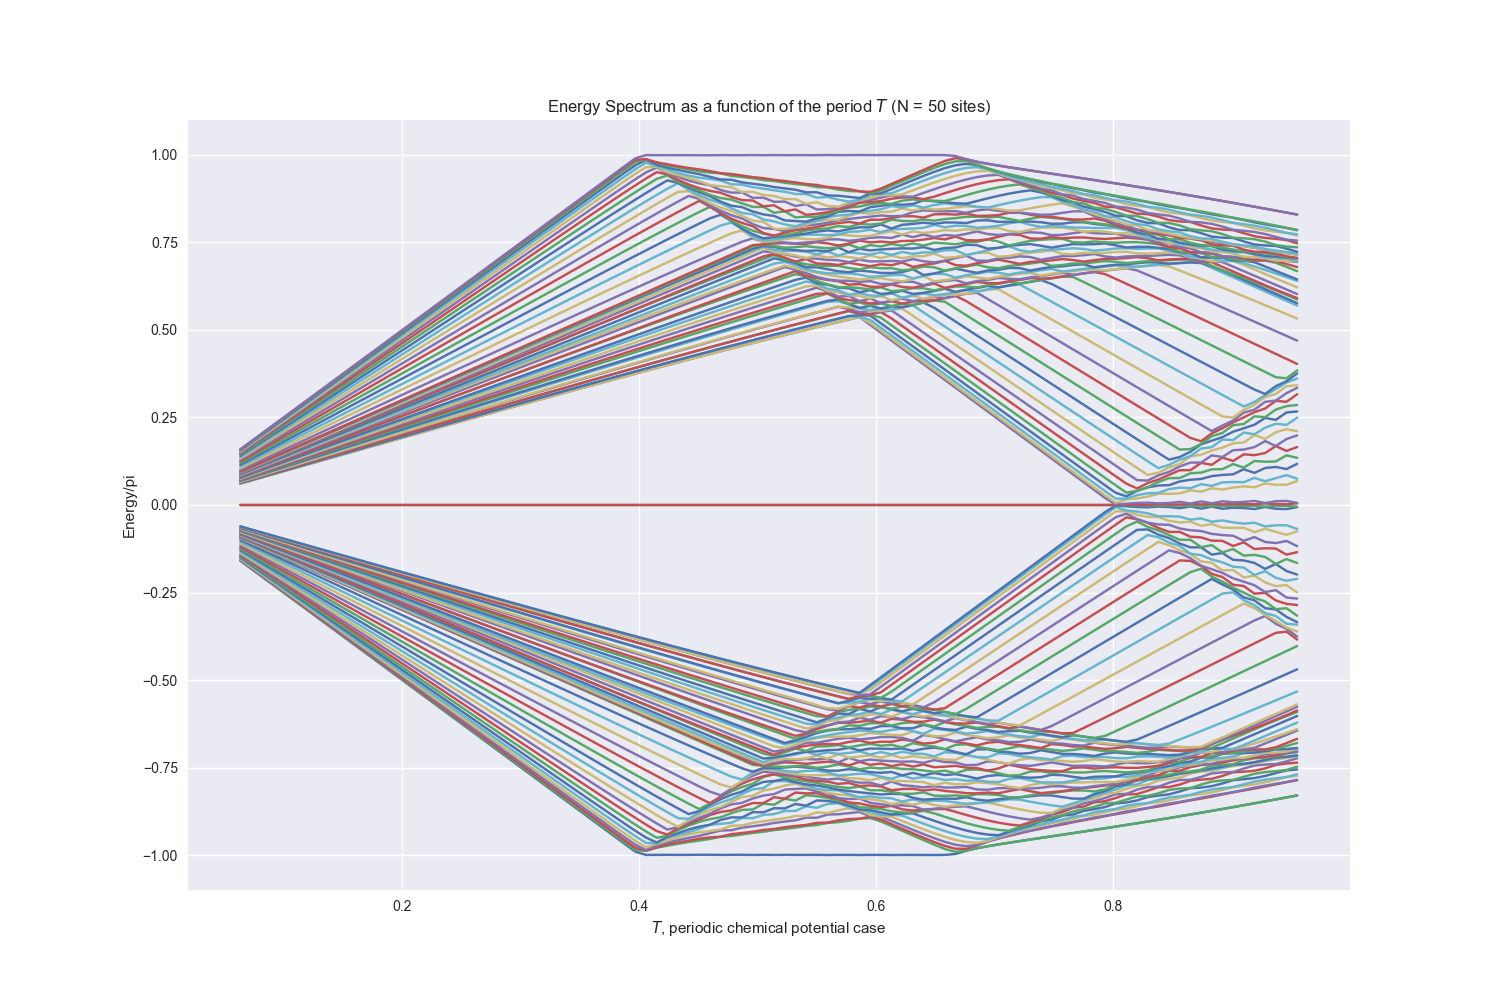 Energy Spectrum as a function of the period T (N = 50 sites)
1.00
0.75
0.50
0.25
0.00
−0.25
−0.50
−0.75
−1.00
Energy/pi
0.2 0.4 0.6 0.8
T, periodic chemical potential case